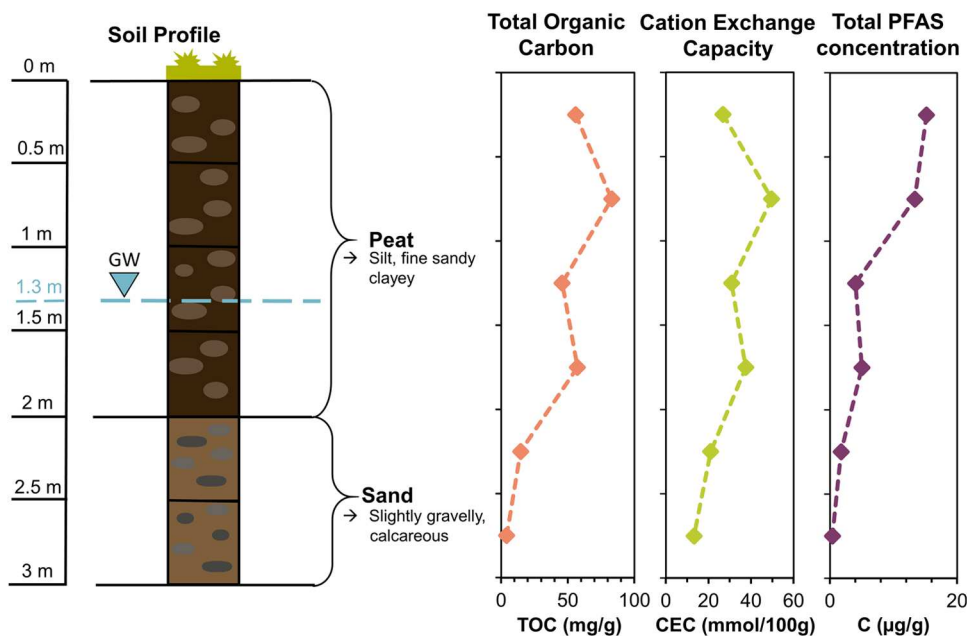 Soil Profile
0 m
0.5 m
1 m
GW
1.3 m
1.5 m
2 m
2.5 m
3 m
Peat
→ Silt, fine sandy
clayey
Sand
→ Slightly gravelly,
calcareous
Total Organic
Carbon
0 50 100
TOC (mg/g)
Cation Exchange
Capacity
0 20 40 60
CEC (mmol/100g)
Total PFAS
concentration
0 20
C (µg/g)